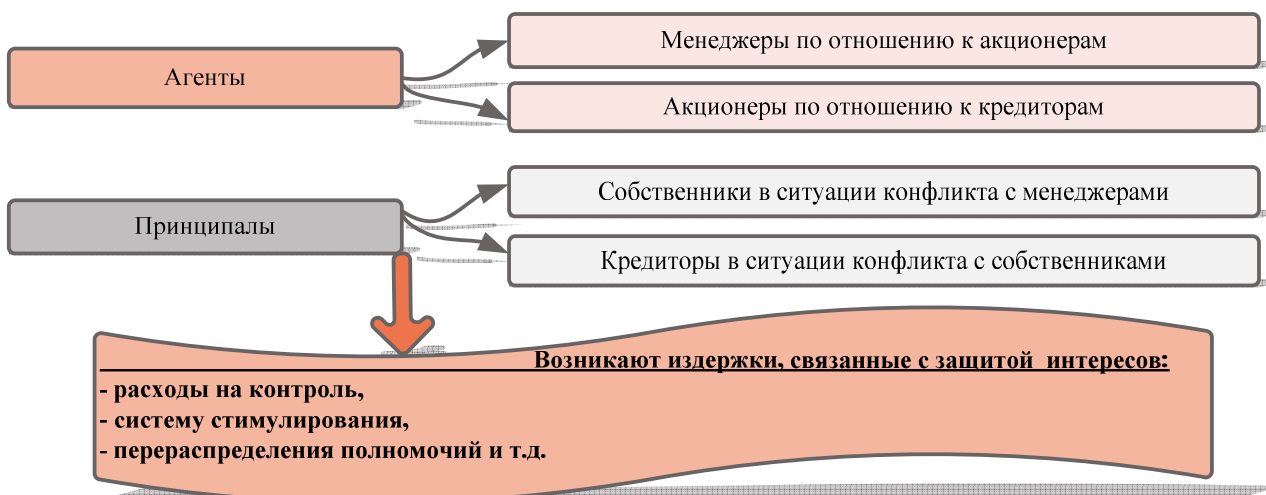 Агенты
Менеджеры по отношению к акционерам
Акционеры по отношению к кредиторам
Принципалы
Собственники в ситуации конфликта с менеджерами
Кредиторы в ситуации конфликта с собственниками
Возникают издержки, связанные с защитой интересов:
- расходы на контроль,
- систему стимулирования,
- перераспределения полномочий и т.д.